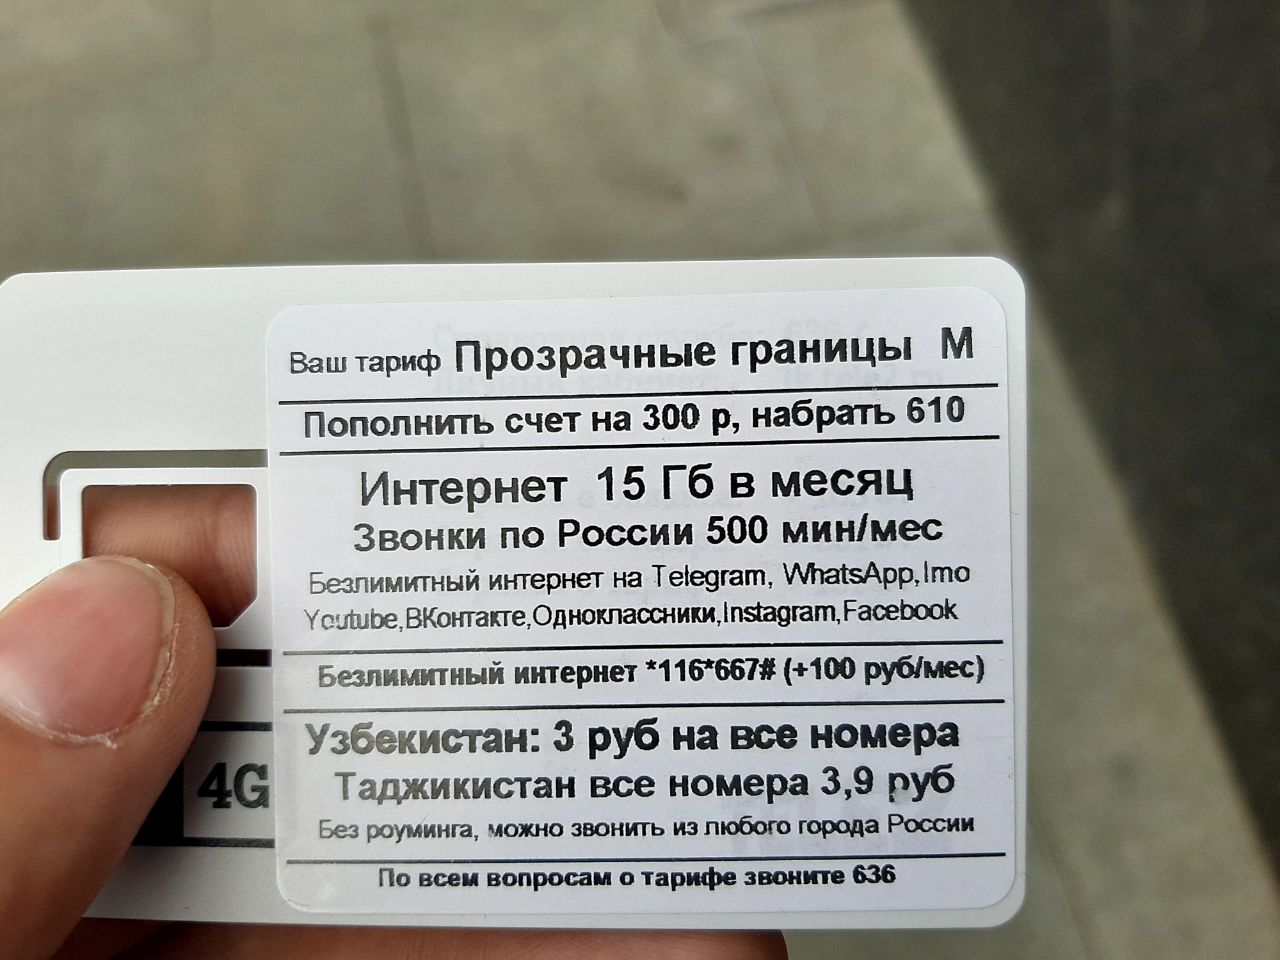 Ваш тариф Прозрачные границы М
Пополнить счет на 300 р, набрать 610
Интернет 15 Гб в месяц
Звонки по России 500 мин/мес
Безлимитный интернет на Telegram, WhatsApp,Imo
Youtube,ВКонтакте,Одноклассники,Instagram,Facebook
Безлимитный интернет *116*667# (+100 руб/мес)
Узбекистан: 3 руб на все номера
4G
Таджикистан все номера 3,9 руб
Без роуминга, можно звонить из любого города России
По всем вопросам о тарифе звоните 636